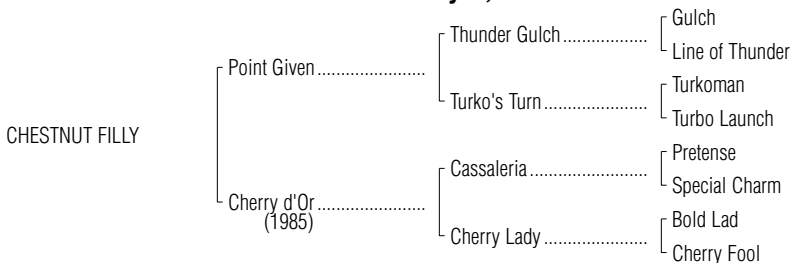 Gulch
Thunder Gulch
Line of Thunder
Point Given
Turkoman
Turko's Turn
Turbo Launch
CHESTNUT FILLY
Pretense
Cassaleria
Special Charm
Cherry d'Or
(1985)
Bold Lad
Cherry Lady
Cherry Fool